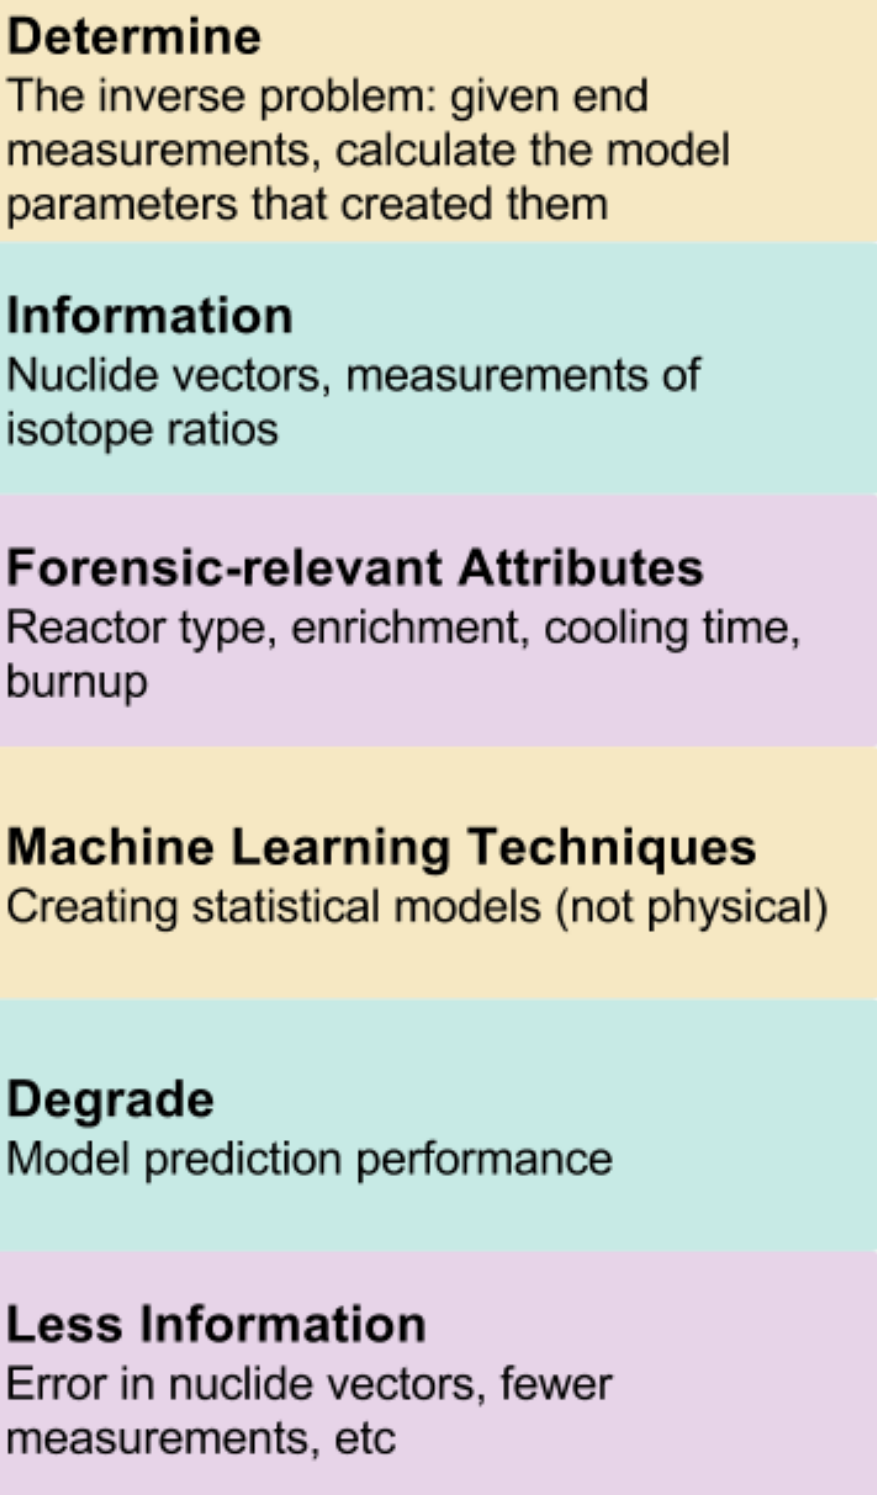 Determine
The inverse problem: given end
measurements, calculate the model
parameters that created them
Information
Nuclide vectors, measurements of
isotope ratios
Forensic-relevant Attributes
Reactor type, enrichment, cooling time,
burnup
Machine Learning Techniques
Creating statistical models (not physical)
Degrade
Model prediction performance
Less Information
Error in nuclide vectors, fewer
measurements, etc